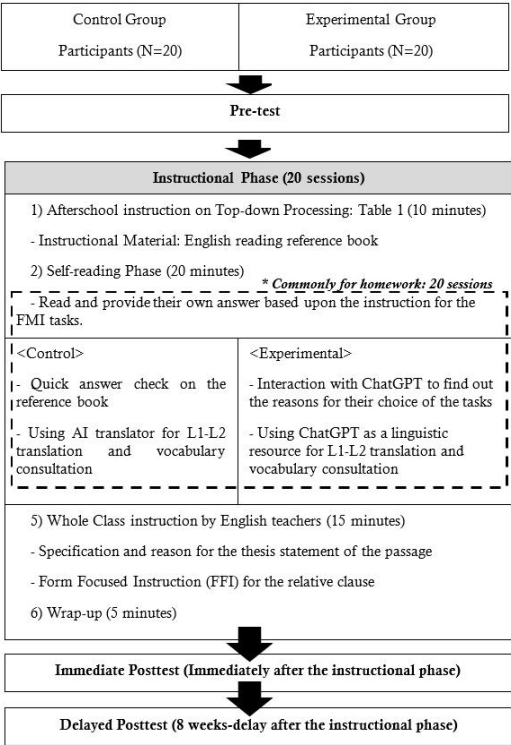 Control Group
Participants (N=20)
Experimental Group
Participants (N=20)
Pre-test
Instructional Phase (20 sessions)
1) Afterschool instruction on Top-down Processing: Table 1 (10 minutes)
- Instructional Material: English reading reference book
2) Self-reading Phase (20 minutes)
* Commonly for homework: 20 sessions
- Read and provide their own answer based upon the instruction for the
FMI tasks.
<Control>
- Quick answer check on the
reference book
- Using AI translator for L1-L2
translation and vocabulary
consultation
<Experimental>
- Interaction with ChatGPT to find out
the reasons for their choice of the tasks
- Using ChatGPT as a linguistic
resource for L1-L2 translation and
vocabulary consultation
5) Whole Class instruction by English teachers (15 minutes)
- Specification and reason for the thesis statement of the passage
- Form Focused Instruction (FFI) for the relative clause
6) Wrap-up (5 minutes)
Immediate Posttest (Immediately after the instructional phase)
Delayed Posttest (8 weeks-delay after the instructional phase)